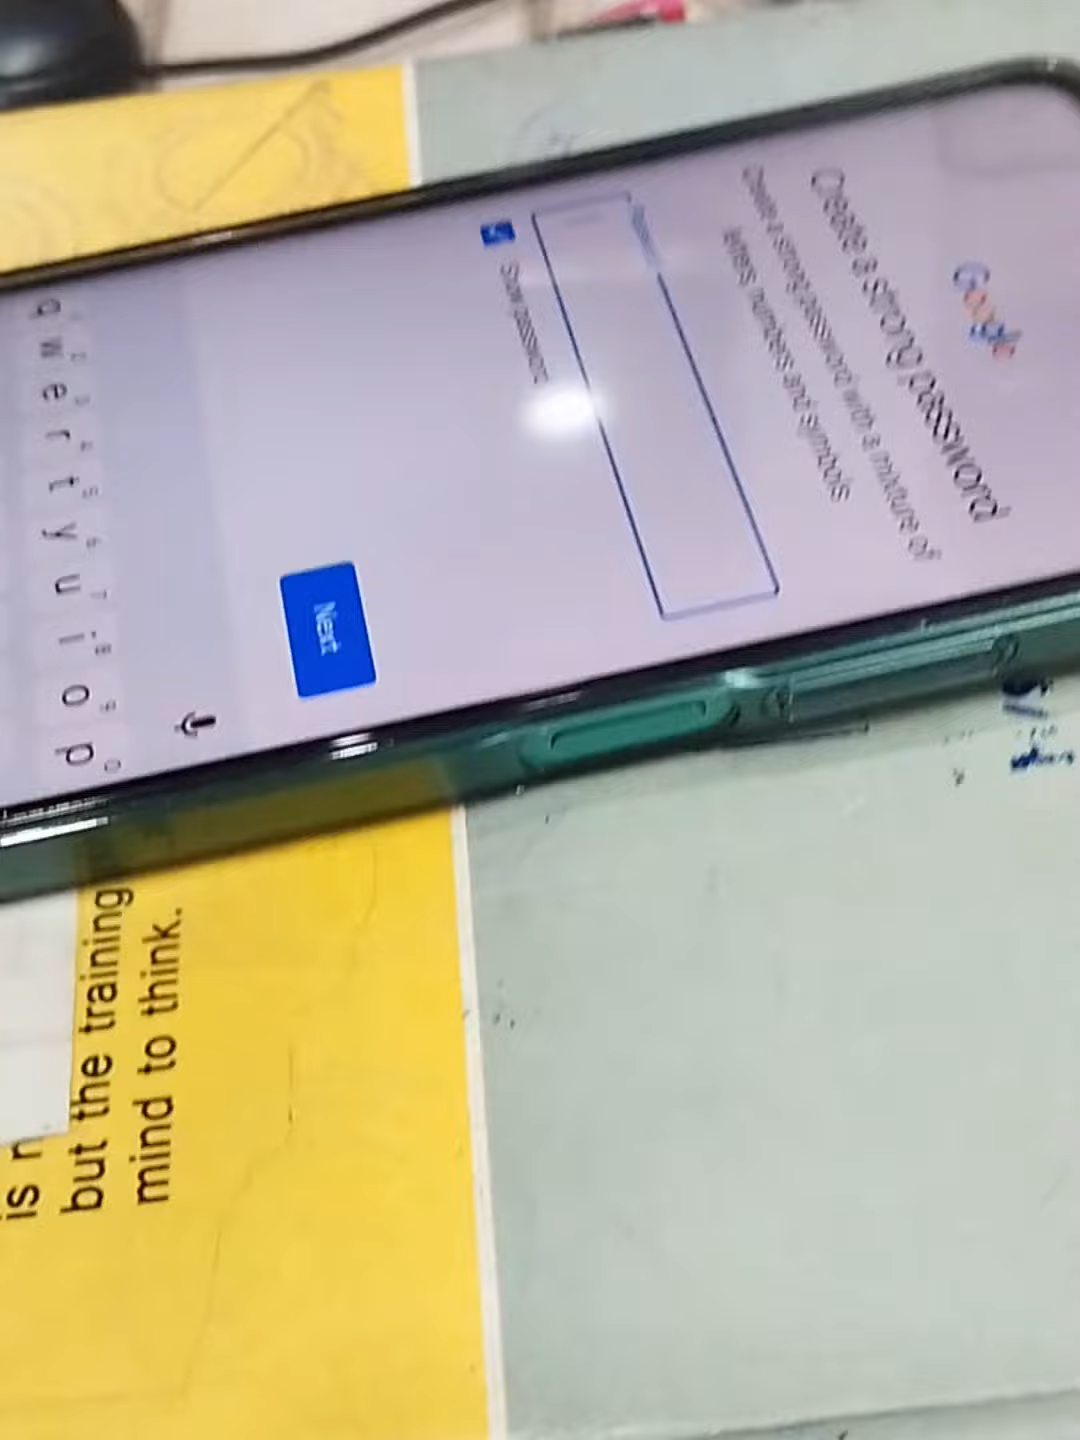 Google
Create a strong password
Create a strong password with a mixture of
letters, numbers and symbols
Show password
Next
q w e r t y u i o p
is n
but the training
mind to think.